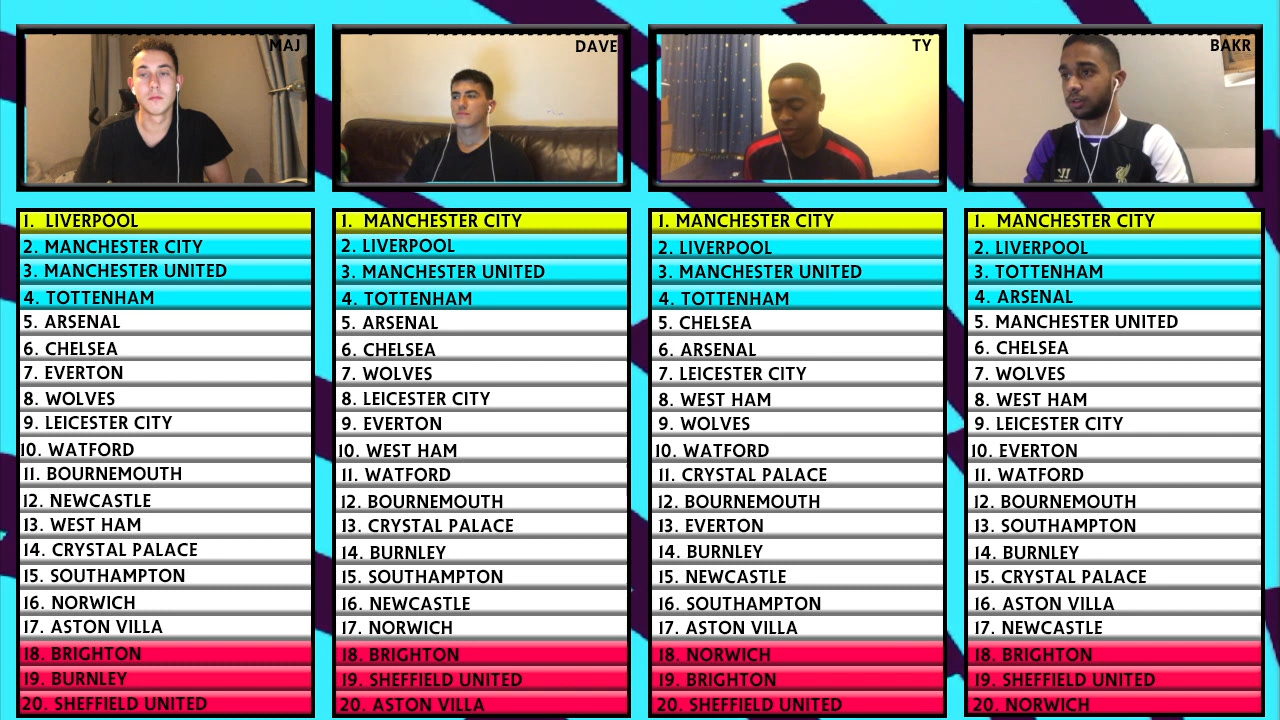 MAJ
DAVE
TY
BAKR
1. LIVERPOOL
2. MANCHESTER CITY
3. MANCHESTER UNITED
4. TOTTENHAM
5. ARSENAL
6. CHELSEA
7. EVERTON
8. WOLVES
9. LEICESTER CITY
10. WATFORD
11. BOURNEMOUTH
12. NEWCASTLE
13. WEST HAM
14. CRYSTAL PALACE
15. SOUTHAMPTON
16. NORWICH
17. ASTON VILLA
18. BRIGHTON
19. BURNLEY
20. SHEFFIELD UNITED
1. MANCHESTER CITY
2. LIVERPOOL
3. MANCHESTER UNITED
4. TOTTENHAM
5. ARSENAL
6. CHELSEA
7. WOLVES
8. LEICESTER CITY
9. EVERTON
10. WEST HAM
11. WATFORD
12. BOURNEMOUTH
13. CRYSTAL PALACE
14. BURNLEY
15. SOUTHAMPTON
16. NEWCASTLE
17. NORWICH
18. BRIGHTON
19. SHEFFIELD UNITED
20. ASTON VILLA
1. MANCHESTER CITY
2. LIVERPOOL
3. MANCHESTER UNITED
4. TOTTENHAM
5. CHELSEA
6. ARSENAL
7. LEICESTER CITY
8. WEST HAM
9. WOLVES
10. WATFORD
11. CRYSTAL PALACE
12. BOURNEMOUTH
13. EVERTON
14. BURNLEY
15. NEWCASTLE
16. SOUTHAMPTON
17. ASTON VILLA
18. NORWICH
19. BRIGHTON
20. SHEFFIELD UNITED
1. MANCHESTER CITY
2. LIVERPOOL
3. TOTTENHAM
4. ARSENAL
5. MANCHESTER UNITED
6. CHELSEA
7. WOLVES
8. WEST HAM
9. LEICESTER CITY
10. EVERTON
11. WATFORD
12. BOURNEMOUTH
13. SOUTHAMPTON
14. BURNLEY
15. CRYSTAL PALACE
16. ASTON VILLA
17. NEWCASTLE
18. BRIGHTON
19. SHEFFIELD UNITED
20. NORWICH